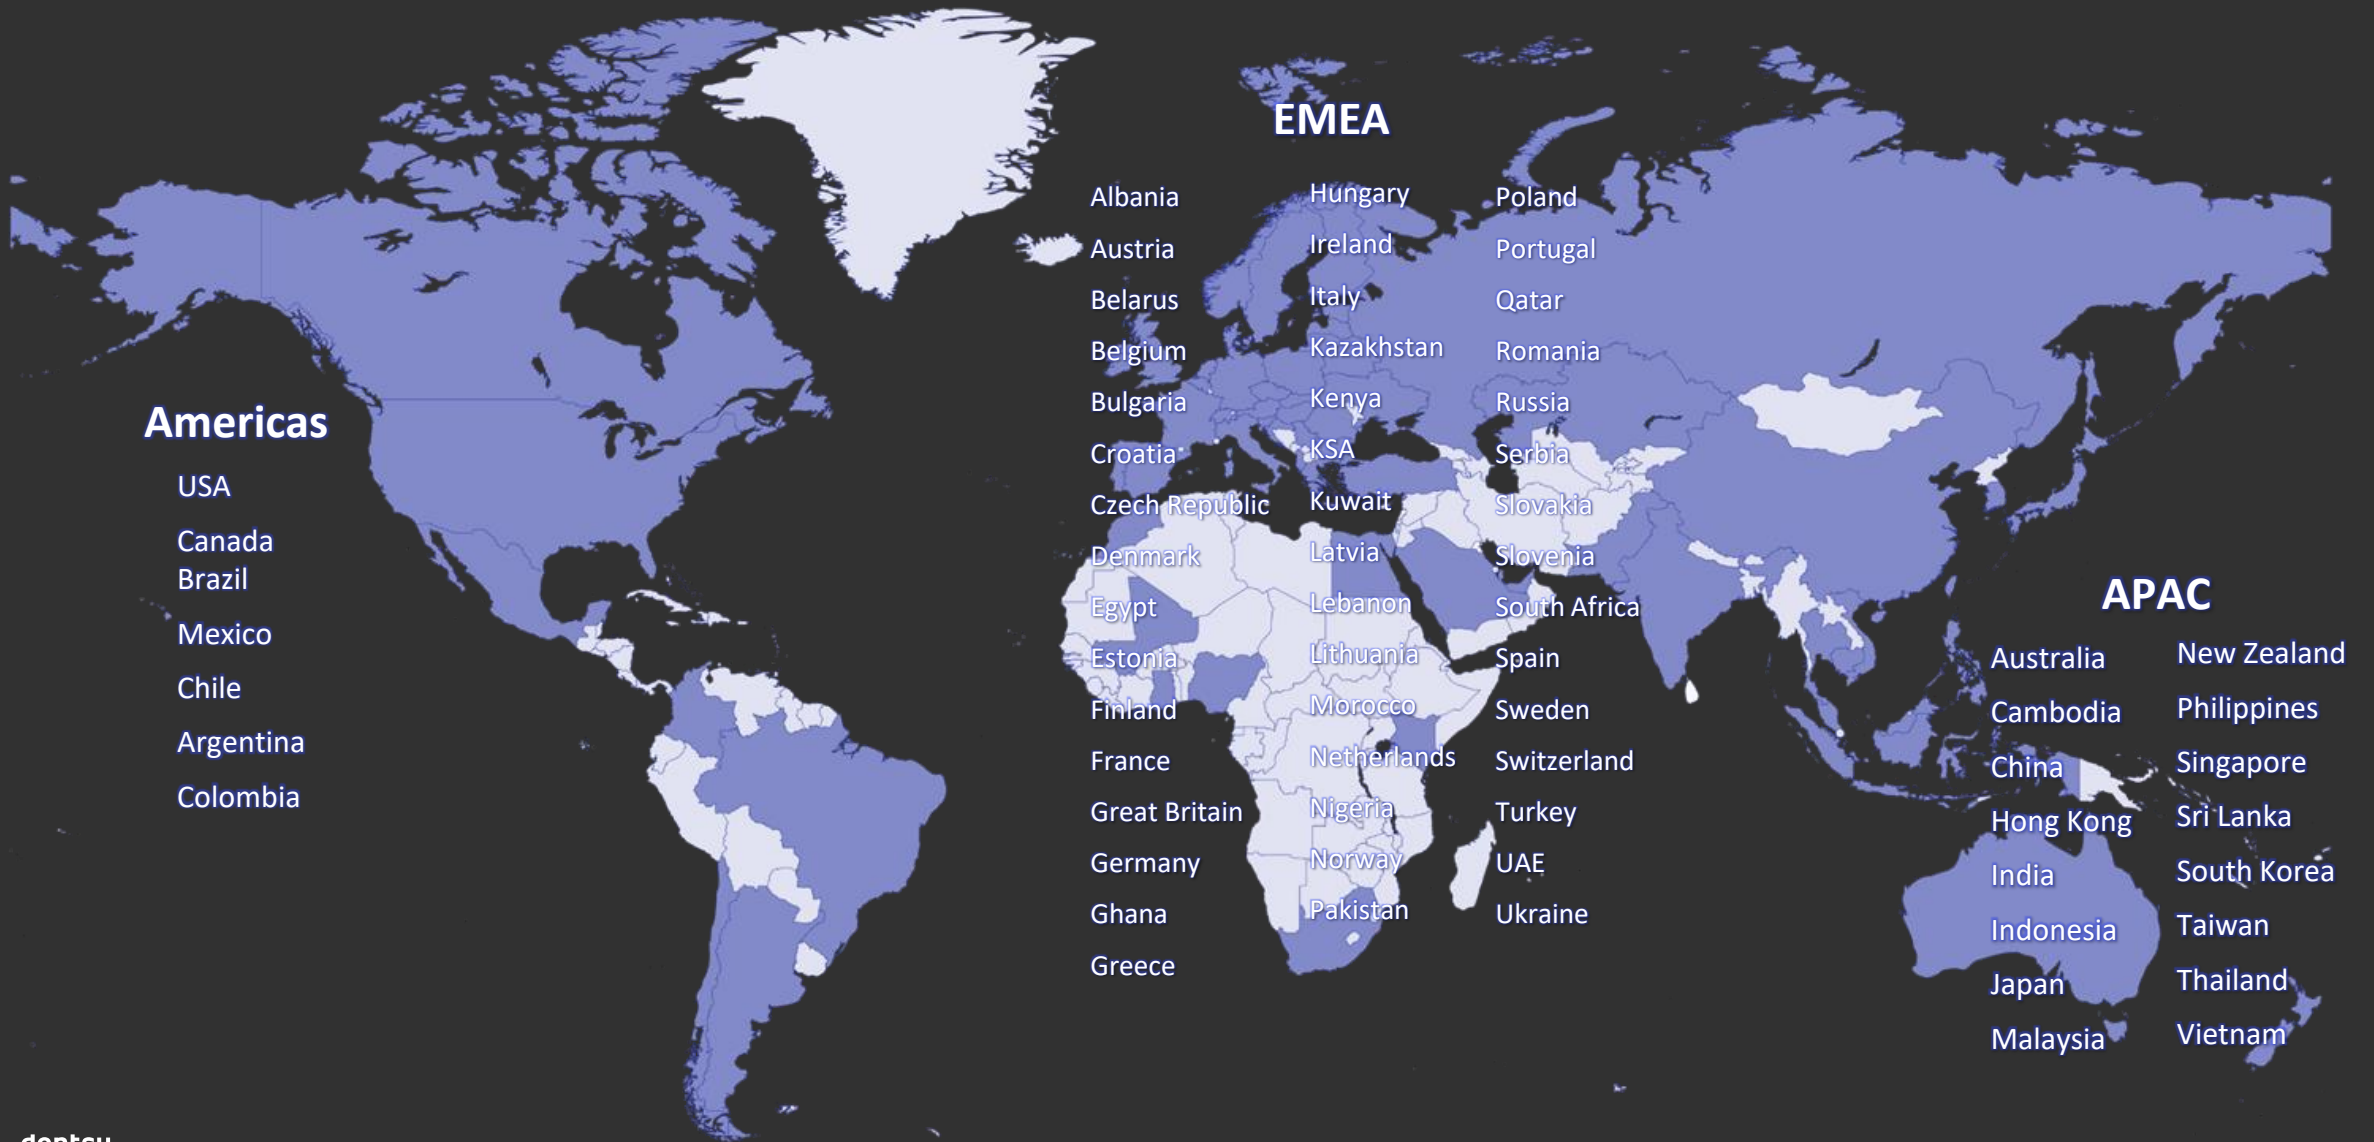 Americas
USA
Canada
Brazil
Mexico
Chile
Argentina
Colombia
EMEA
Albania
Austria
Belarus
Belgium
Bulgaria
Croatia
Czech Republic
Denmark
Egypt
Estonia
Finland
France
Great Britain
Germany
Ghana
Greece
Hungary
Ireland
Italy
Kazakhstan
Kenya
KSA
Kuwait
Latvia
Lebanon
Lithuania
Morocco
Netherlands
Nigeria
Norway
Pakistan
Poland
Portugal
Qatar
Romania
Russia
Serbia
Slovakia
Slovenia
South Africa
Spain
Sweden
Switzerland
Turkey
UAE
Ukraine
APAC
Australia
Cambodia
China
Hong Kong
India
Indonesia
Japan
Malaysia
New Zealand
Philippines
Singapore
Sri Lanka
South Korea
Taiwan
Thailand
Vietnam
dentsu